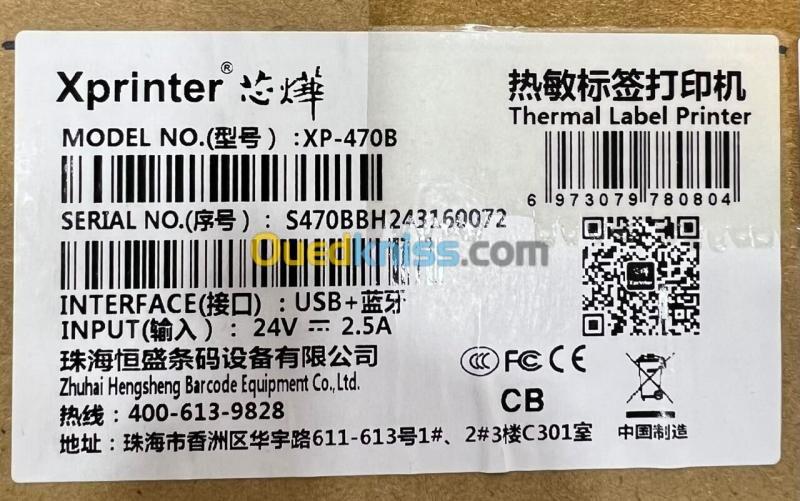 Xprinter® 芯烨
热敏标签打印机
Thermal Label Printer
MODEL NO.(型号) :XP-470B
6 973079 780804
SERIAL NO.(序号) : S470BBH243160072
Ouedkniss.com
INTERFACE(接口) : USB+蓝牙
INPUT(输入) : 24V ⎓ 2.5A
珠海恒盛条码设备有限公司
Zhuhai Hengsheng Barcode Equipment Co.,Ltd.
CCC FC CE
CB
热线:400-613-9828
地址:珠海市香洲区华宇路611-613号1#、2#3楼C301室
中国制造